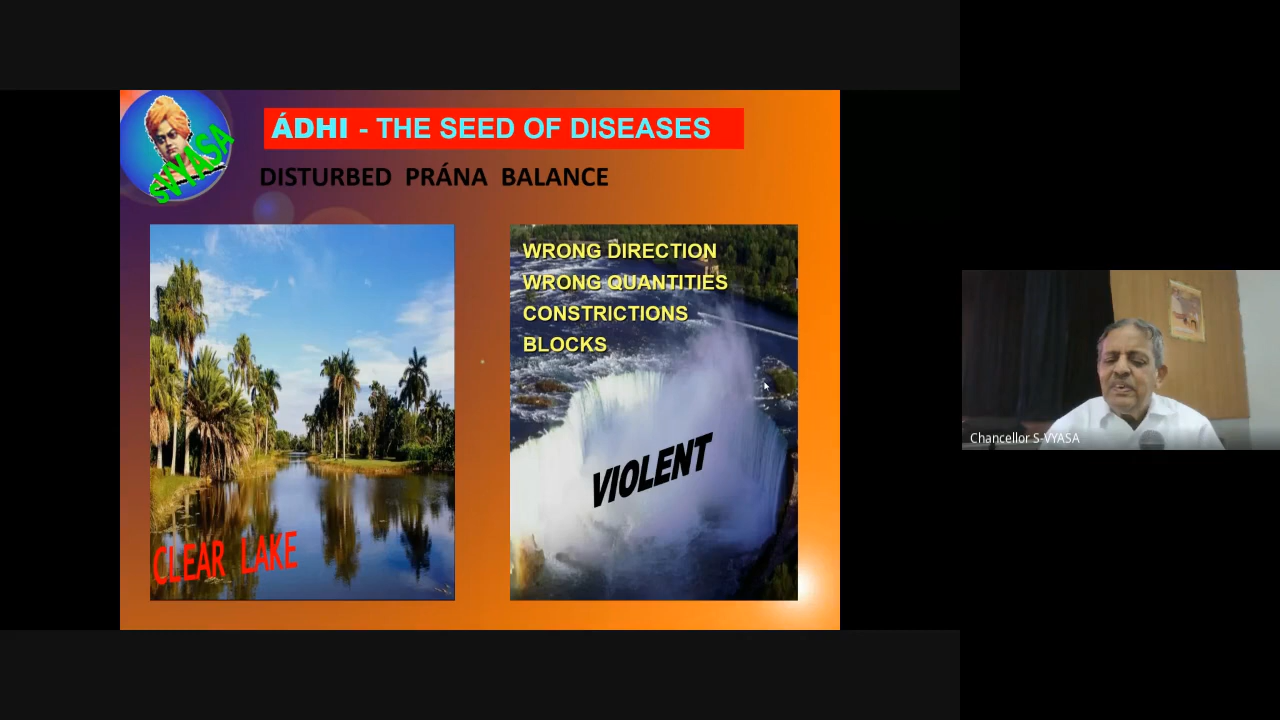 SVYASA
ÁDHI - THE SEED OF DISEASES
DISTURBED PRÁNA BALANCE
WRONG DIRECTION
WRONG QUANTITIES
CONSTRICTIONS
BLOCKS
VIOLENT
CLEAR LAKE
Chancellor S-VYASA